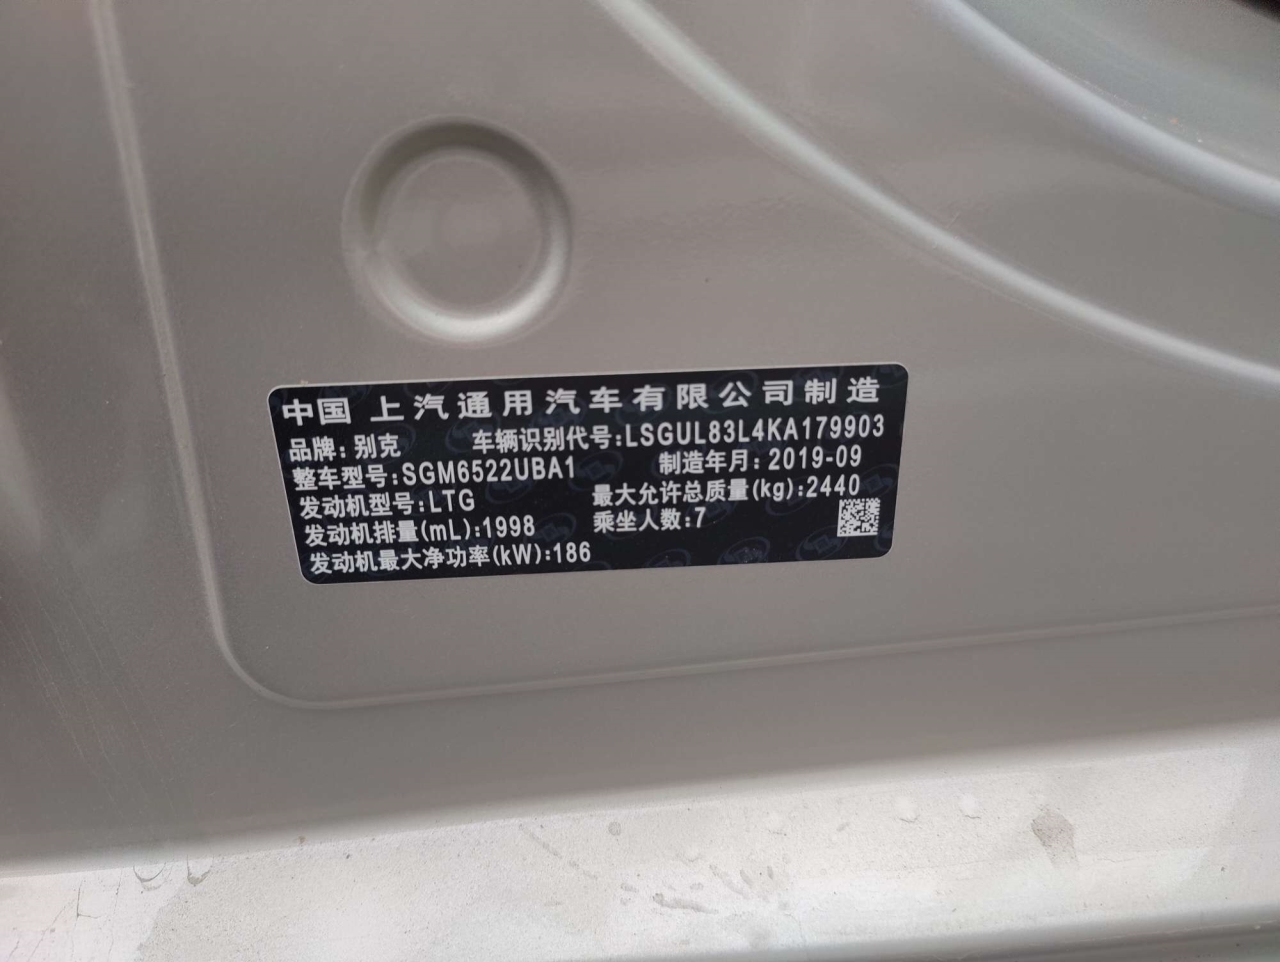 中国 上汽通用汽车有限公司制造
品牌: 别克 车辆识别代号:LSGUL83L4KA179903
整车型号:SGM6522UBA1 制造年月: 2019-09
发动机型号:LTG 最大允许总质量(kg):2440
发动机排量(mL):1998 乘坐人数:7
发动机最大净功率(kW):186